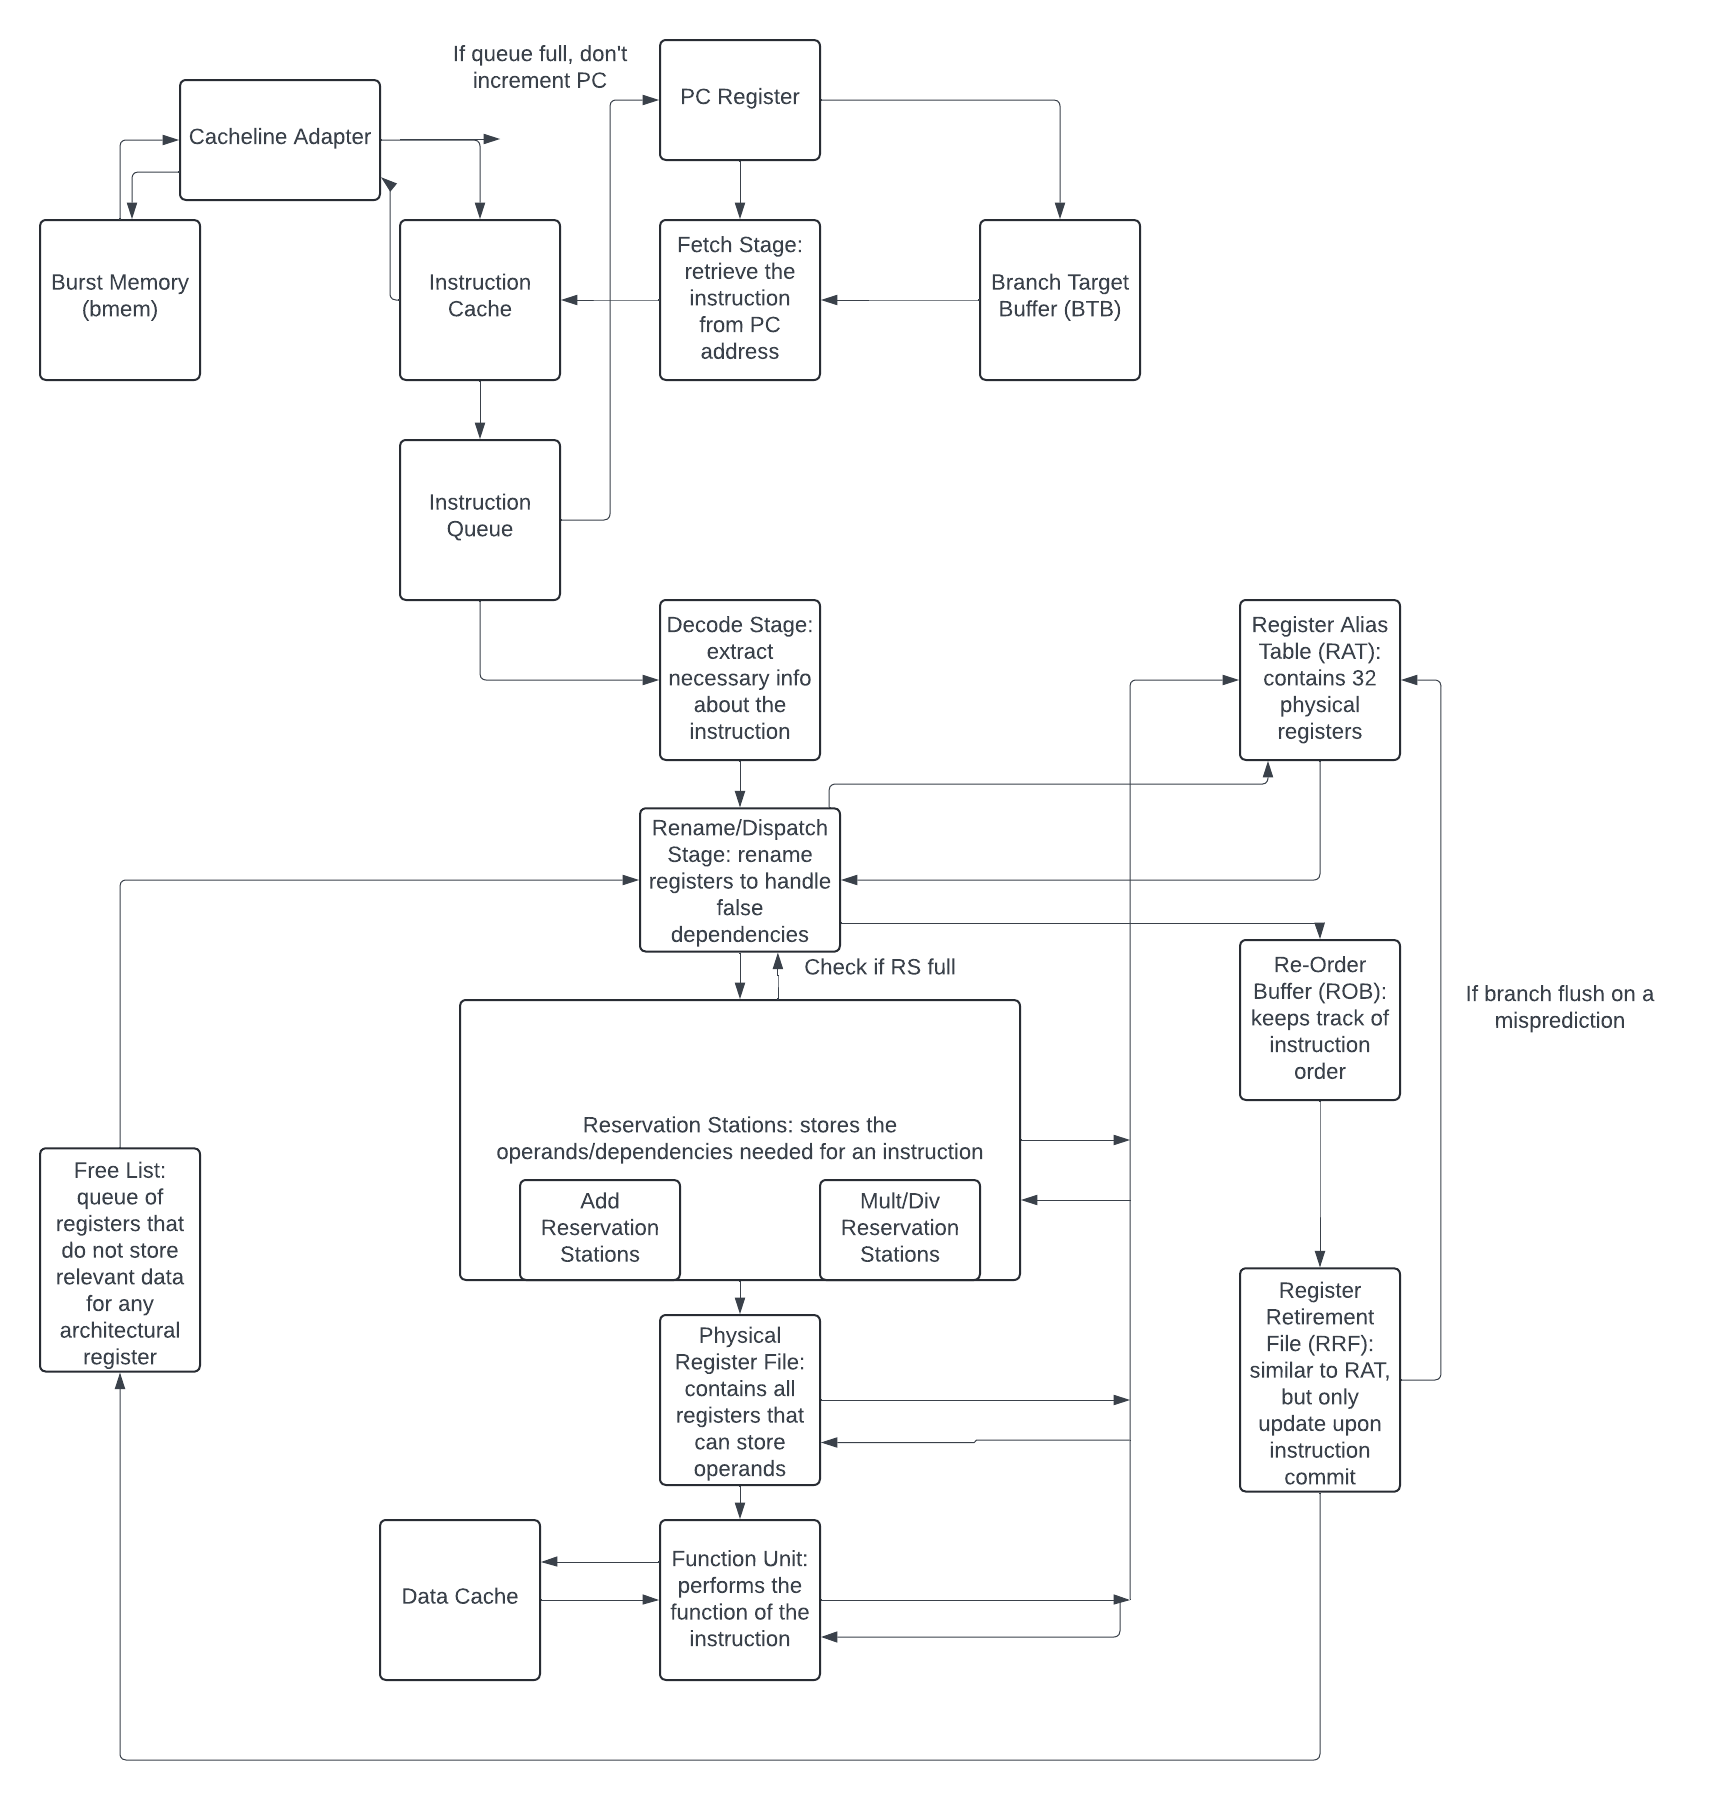 If queue full, don't
increment PC
PC Register
Cacheline Adapter
Burst Memory
(bmem)
Instruction
Cache
Fetch Stage:
retrieve the
instruction
from PC
address
Branch Target
Buffer (BTB)
Instruction
Queue
Decode Stage:
extract
necessary info
about the
instruction
Register Alias
Table (RAT):
contains 32
physical
registers
Rename/Dispatch
Stage: rename
registers to handle
false
dependencies
Check if RS full
Re-Order
Buffer (ROB):
keeps track of
instruction
order
If branch flush on a
misprediction
Reservation Stations: stores the
operands/dependencies needed for an instruction
Add
Reservation
Stations
Mult/Div
Reservation
Stations
Free List:
queue of
registers that
do not store
relevant data
for any
architectural
register
Physical
Register File:
contains all
registers that
can store
operands
Register
Retirement
File (RRF):
similar to RAT,
but only
update upon
instruction
commit
Data Cache
Function Unit:
performs the
function of the
instruction